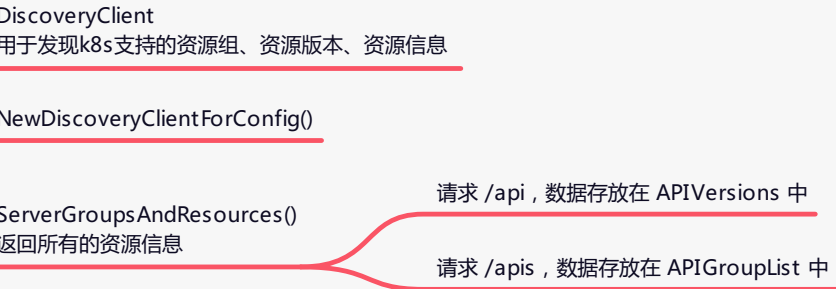 DiscoveryClient
用于发现k8s支持的资源组、资源版本、资源信息
NewDiscoveryClientForConfig()
请求 /api，数据存放在 APIVersions 中
ServerGroupsAndResources()
返回所有的资源信息
请求 /apis，数据存放在 APIGroupList 中